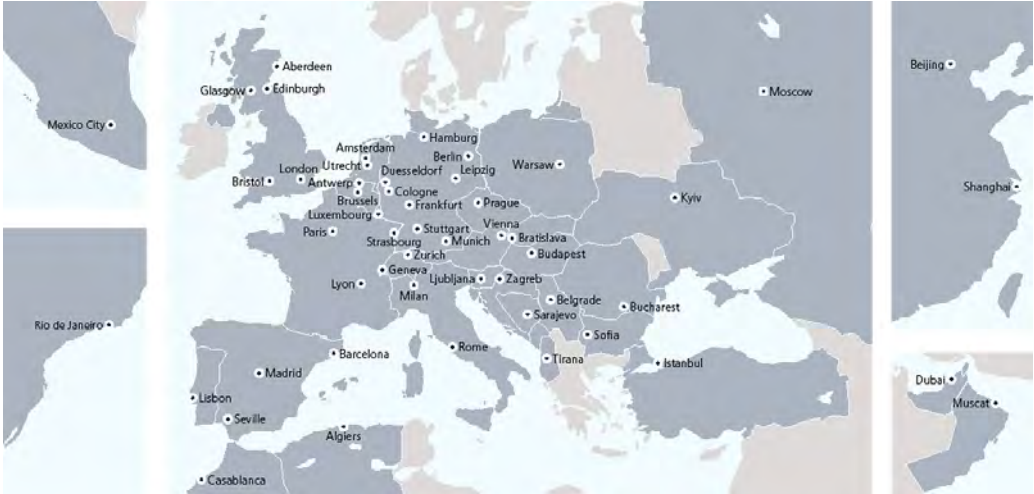 Mexico City
Rio de Janeiro
Aberdeen
Glasgow
Edinburgh
Moscow
Hamburg
Amsterdam
Berlin
Utrecht
Warsaw
London
Duesseldorf
Leipzig
Bristol
Antwerp
Cologne
Kyiv
Brussels
Frankfurt
Prague
Luxembourg
Paris
Stuttgart
Vienna
Strasbourg
Munich
Bratislava
Zurich
Budapest
Geneva
Lyon
Ljubljana
Zagreb
Milan
Belgrade
Bucharest
Sarajevo
Sofia
Rome
Barcelona
Tirana
Istanbul
Madrid
Lisbon
Seville
Algiers
Casablanca
Beijing
Shanghai
Dubai
Muscat